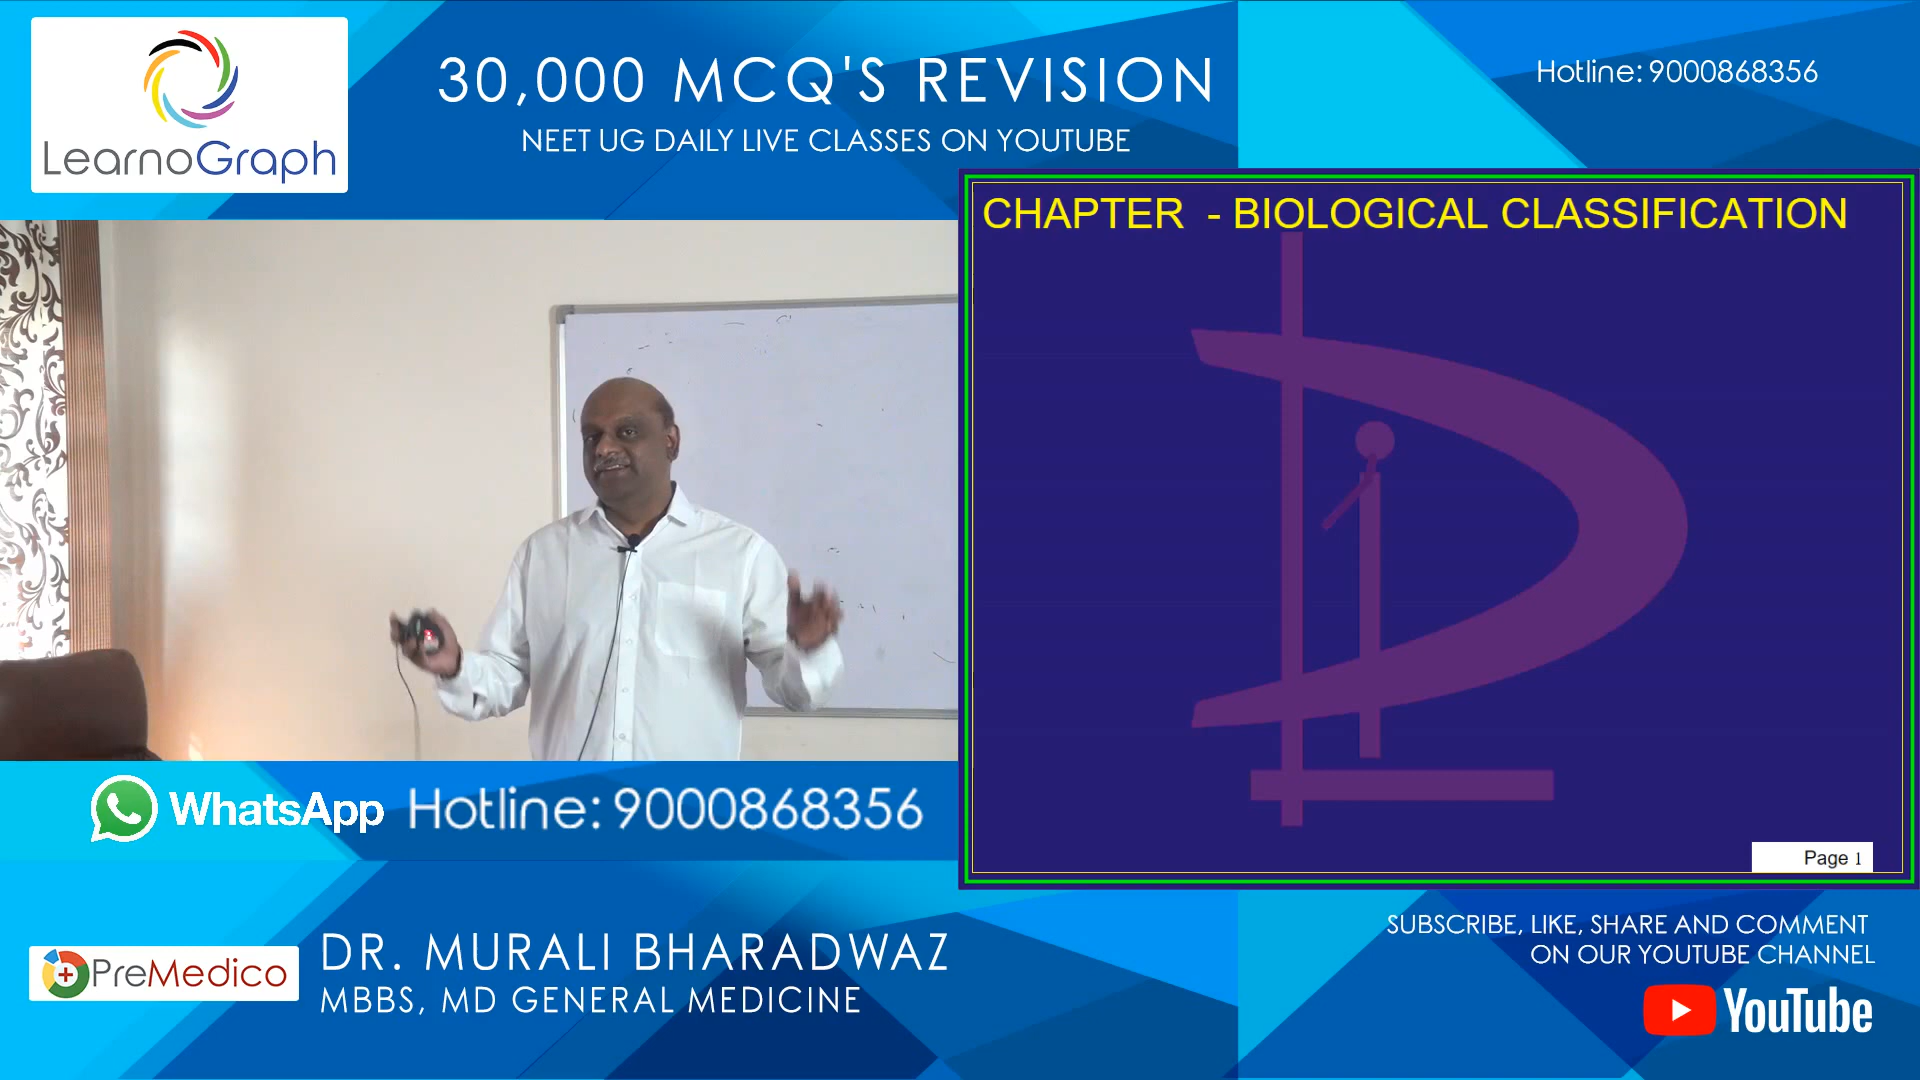 LearnoGraph
30,000 MCQ'S REVISION
NEET UG DAILY LIVE CLASSES ON YOUTUBE
Hotline: 9000868356
CHAPTER - BIOLOGICAL CLASSIFICATION
Page 1
WhatsApp Hotline: 9000868356
PreMedico
DR. MURALI BHARADWAZ
MBBS, MD GENERAL MEDICINE
SUBSCRIBE, LIKE, SHARE AND COMMENT
ON OUR YOUTUBE CHANNEL
YouTube